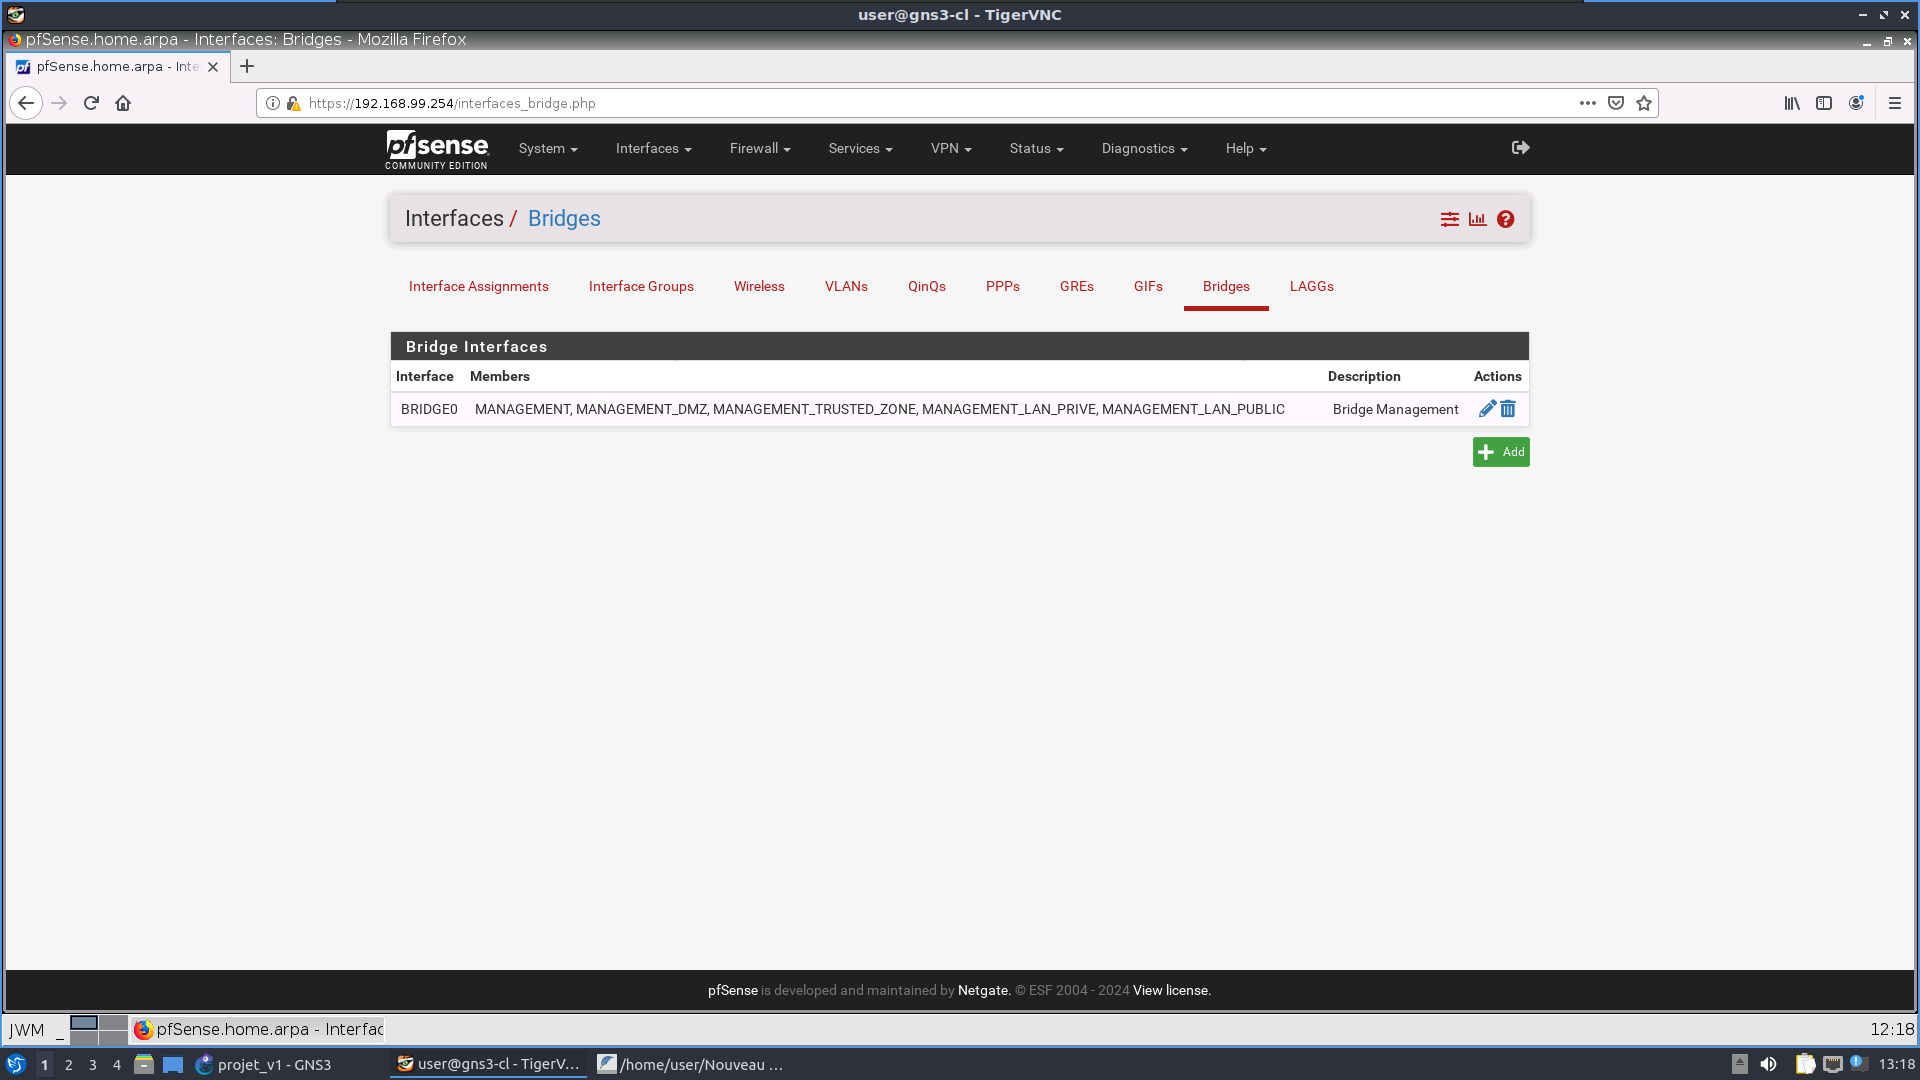 user@gns3-cl - TigerVNC
pfSense.home.arpa - Interfaces: Bridges - Mozilla Firefox
pfSense.home.arpa - Inte
https://192.168.99.254/interfaces_bridge.php
pfsense
COMMUNITY EDITION
System Interfaces Firewall Services VPN Status Diagnostics Help
Interfaces / Bridges
Interface Assignments Interface Groups Wireless VLANs QinQs PPPs GREs GIFs Bridges LAGGs
Bridge Interfaces
Interface Members Description Actions
BRIDGE0 MANAGEMENT, MANAGEMENT_DMZ, MANAGEMENT_TRUSTED_ZONE, MANAGEMENT_LAN_PRIVE, MANAGEMENT_LAN_PUBLIC Bridge Management
Add
pfSense is developed and maintained by Netgate. © ESF 2004 - 2024 View license.
JWM _ pfSense.home.arpa - Interfac 12:18
1 2 3 4 projet_v1 - GNS3 user@gns3-cl - TigerV... /home/user/Nouveau ... 13:18